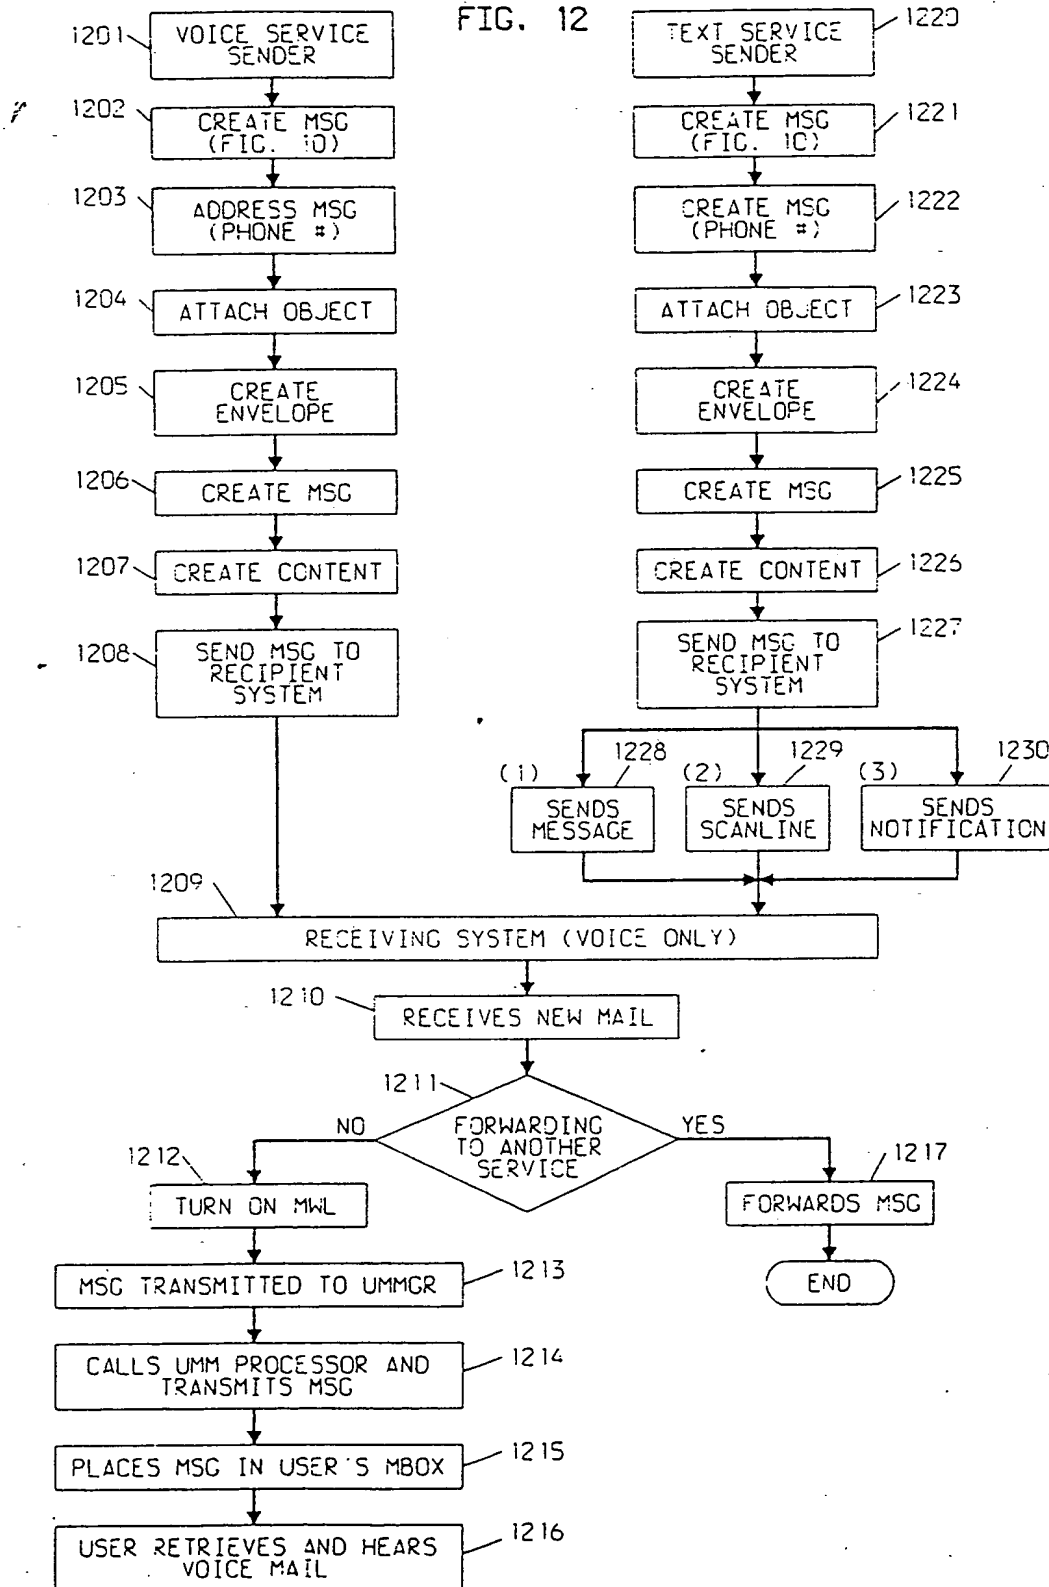 FIG. 12
1201
VOICE SERVICE
SENDER
1202
CREATE MSG
(FIG. 10)
1203
ADDRESS MSG
(PHONE #)
1204
ATTACH OBJECT
1205
CREATE
ENVELOPE
1206
CREATE MSG
1207
CREATE CONTENT
1208
SEND MSG TO
RECIPIENT
SYSTEM
1220
TEXT SERVICE
SENDER
1221
CREATE MSG
(FIG. 10)
1222
CREATE MSG
(PHONE #)
1223
ATTACH OBJECT
1224
CREATE
ENVELOPE
1225
CREATE MSG
1226
CREATE CONTENT
1227
SEND MSG TO
RECIPIENT
SYSTEM
(1)
1228
SENDS
MESSAGE
(2)
1229
SENDS
SCANLINE
(3)
1230
SENDS
NOTIFICATION
1209
RECEIVING SYSTEM (VOICE ONLY)
1210
RECEIVES NEW MAIL
1211
FORWARDING
TO ANOTHER
SERVICE
NO
YES
1212
TURN ON MWL
1217
FORWARDS MSG
END
1213
MSG TRANSMITTED TO UMMGR
1214
CALLS UMM PROCESSOR AND
TRANSMITS MSG
1215
PLACES MSG IN USER'S MBOX
1216
USER RETRIEVES AND HEARS
VOICE MAIL